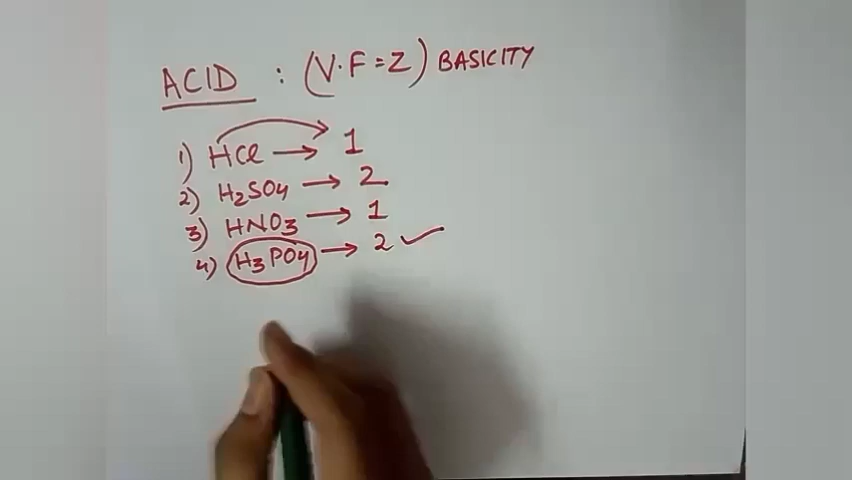 ACID : (V.F = Z) BASICITY
1) HCl → 1
2) H₂SO₄ → 2
3) HNO₃ → 1
4) H₃PO₄ → 2 ✓